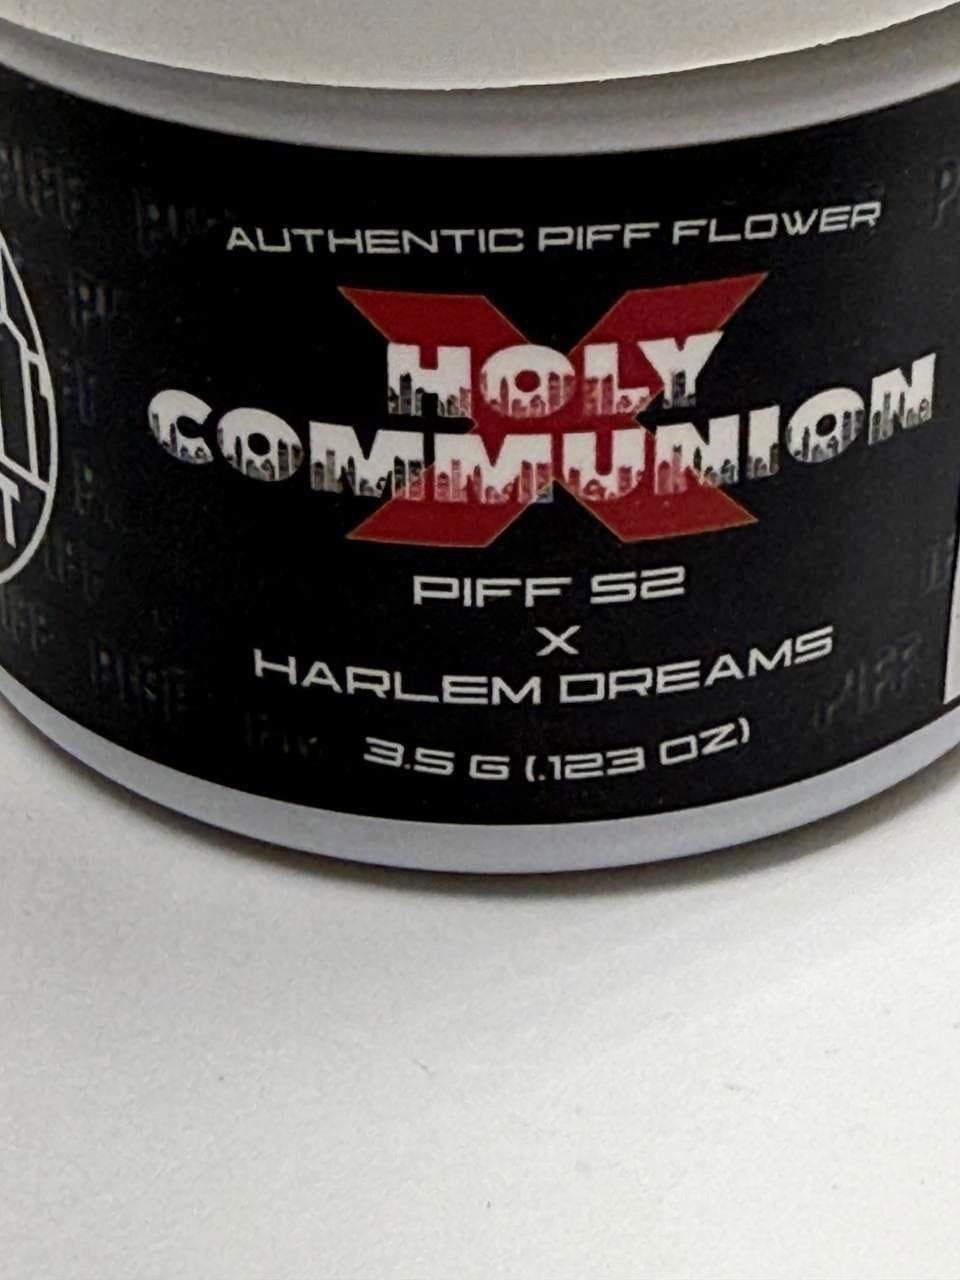 AUTHENTIC PIFF FLOWER
HOLY
COMMUNION
PIFF S2
X
HARLEM DREAMS
3.5 G (.123 OZ)